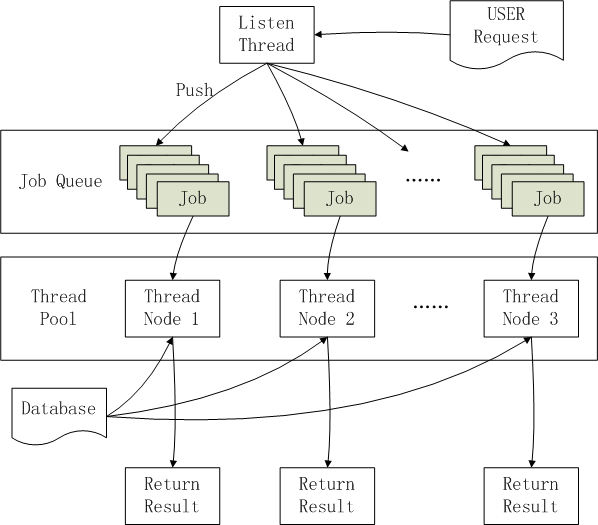 Listen
Thread
USER
Request
Push
Job Queue
Job
Job
......
Job
Thread
Pool
Thread
Node 1
Thread
Node 2
......
Thread
Node 3
Database
Return
Result
Return
Result
Return
Result